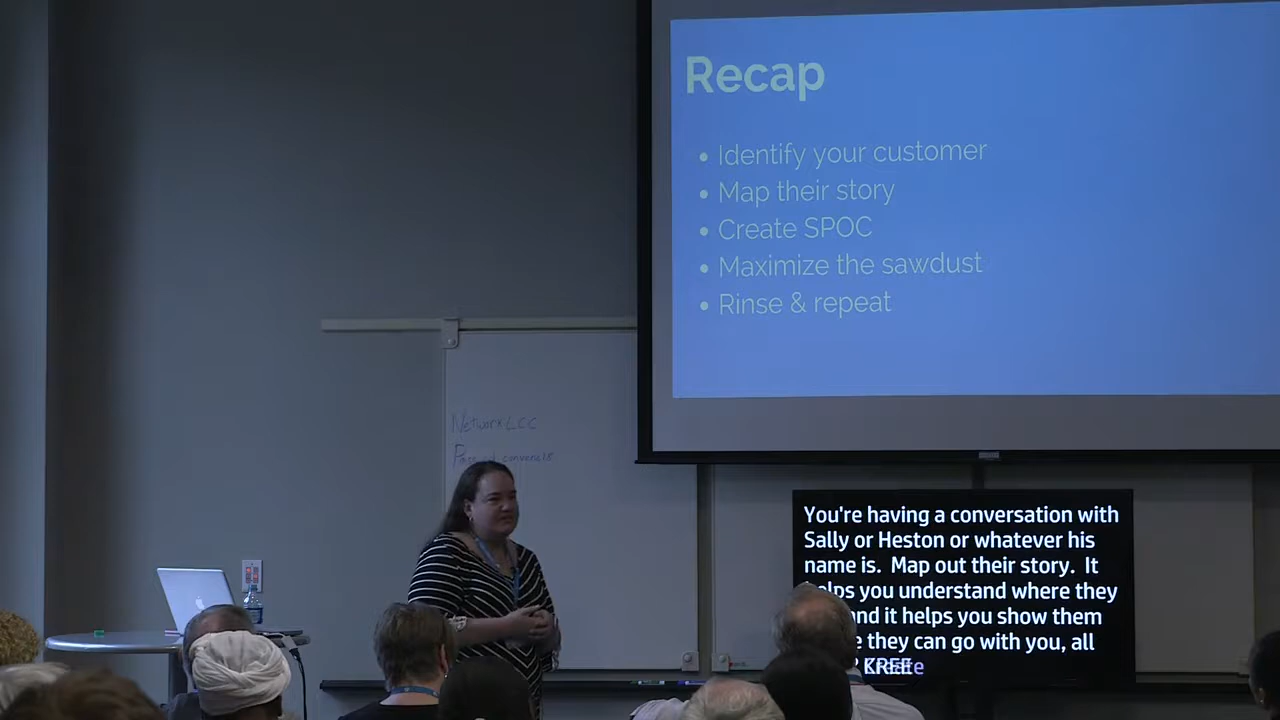 Recap
• Identify your customer
• Map their story
• Create SPOC
• Maximize the sawdust
• Rinse & repeat
Network
You're having a conversation with
Sally or Heston or whatever his
name is. Map out their story. It
you understand where they
and it helps you show them
they can go with you, all